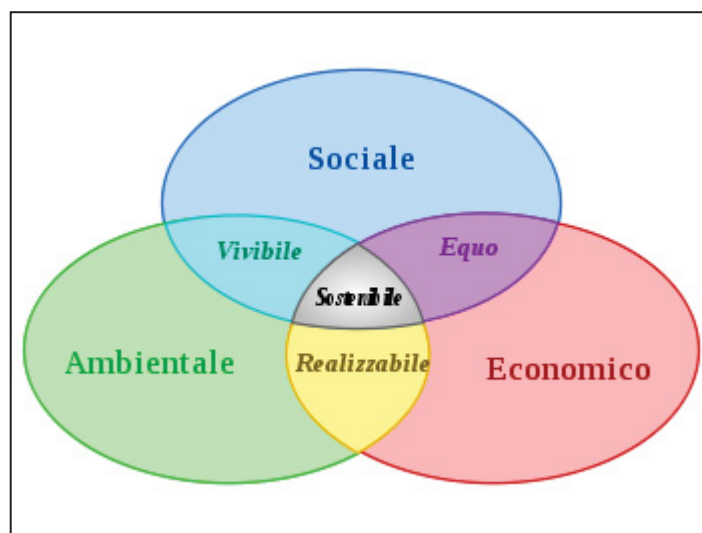 Sociale
Vivibile
Equo
Sostenibile
Ambientale
Realizzabile
Economico